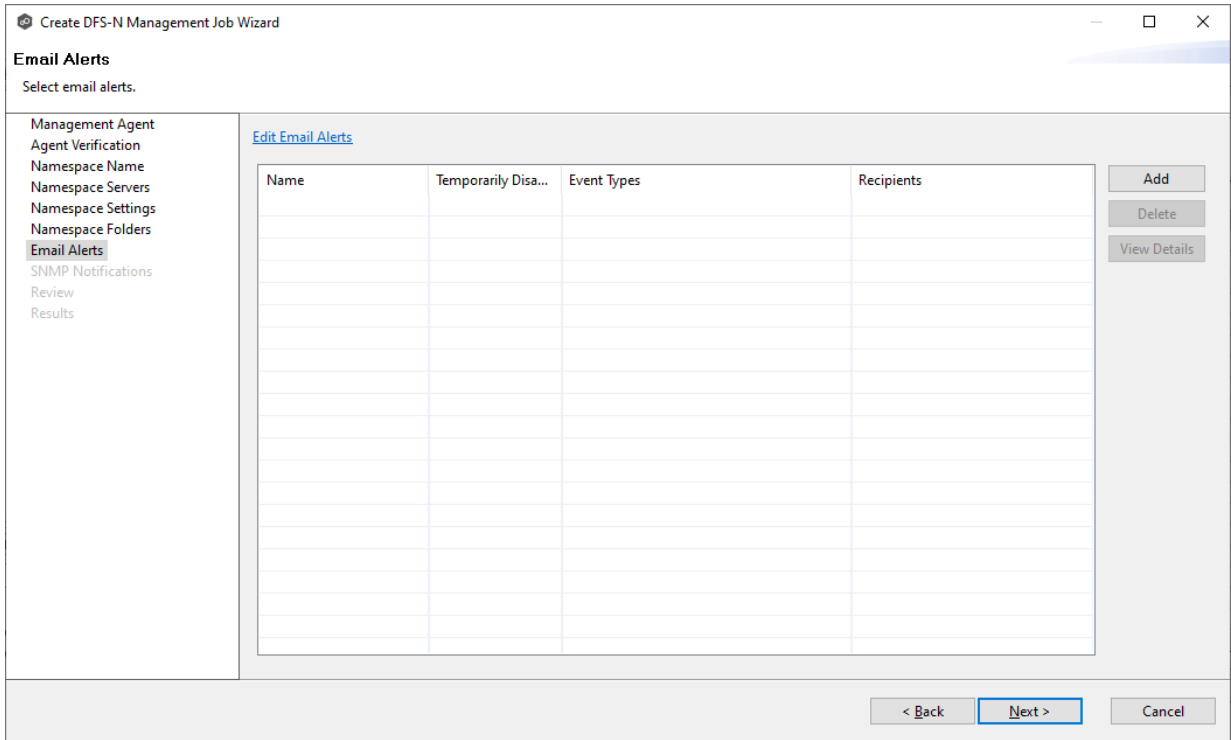 Create DFS-N Management Job Wizard
Email Alerts
Select email alerts.
Management Agent
Agent Verification
Namespace Name
Namespace Servers
Namespace Settings
Namespace Folders
Email Alerts
SNMP Notifications
Review
Results
Edit Email Alerts
Name Temporarily Disa... Event Types Recipients
Add
Delete
View Details
< Back Next > Cancel